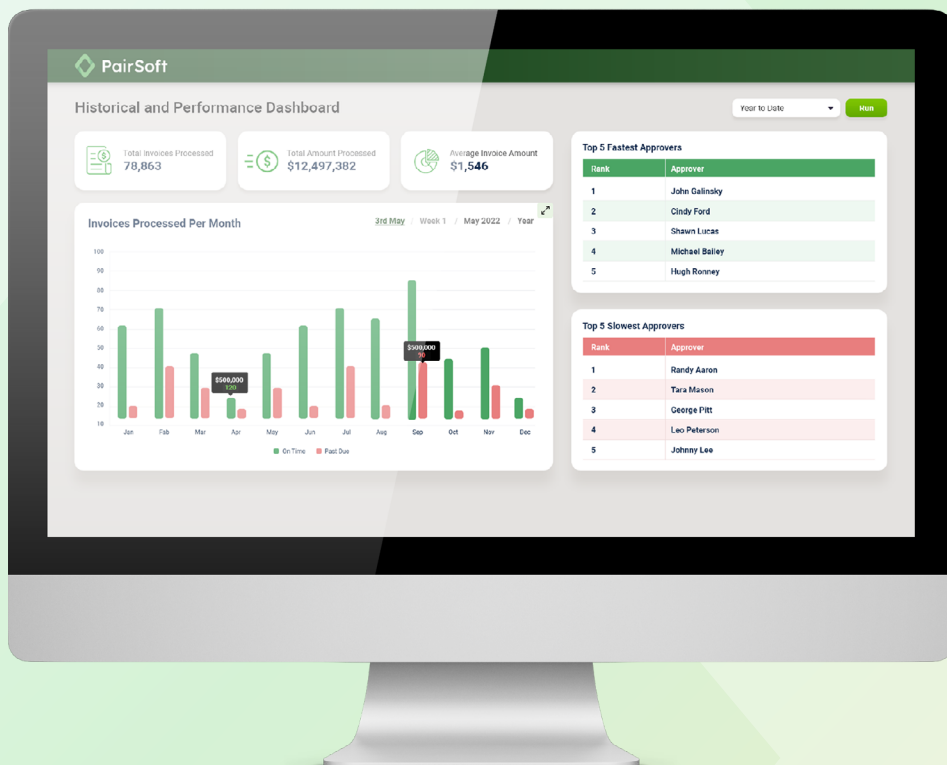 PairSoft
Historical and Performance Dashboard
Year to Date
Run
Total Invoices Processed
78,863
Total Amount Processed
$12,497,382
Average Invoice Amount
$1,546
Invoices Processed Per Month
3rd May / Week 1 / May 2022 / Year
100
90
80
70
60
50
40
30
20
10
$500,000
120
$500,000
Jan Feb Mar Apr May Jun Jul Aug Sep Oct Nov Dec
On Time Past Due
Top 5 Fastest Approvers
Rank Approver
1 John Galinsky
2 Cindy Ford
3 Shawn Lucas
4 Michael Bailey
5 Hugh Ronney
Top 5 Slowest Approvers
Rank Approver
1 Randy Aaron
2 Tara Mason
3 George Pitt
4 Leo Peterson
5 Johnny Lee